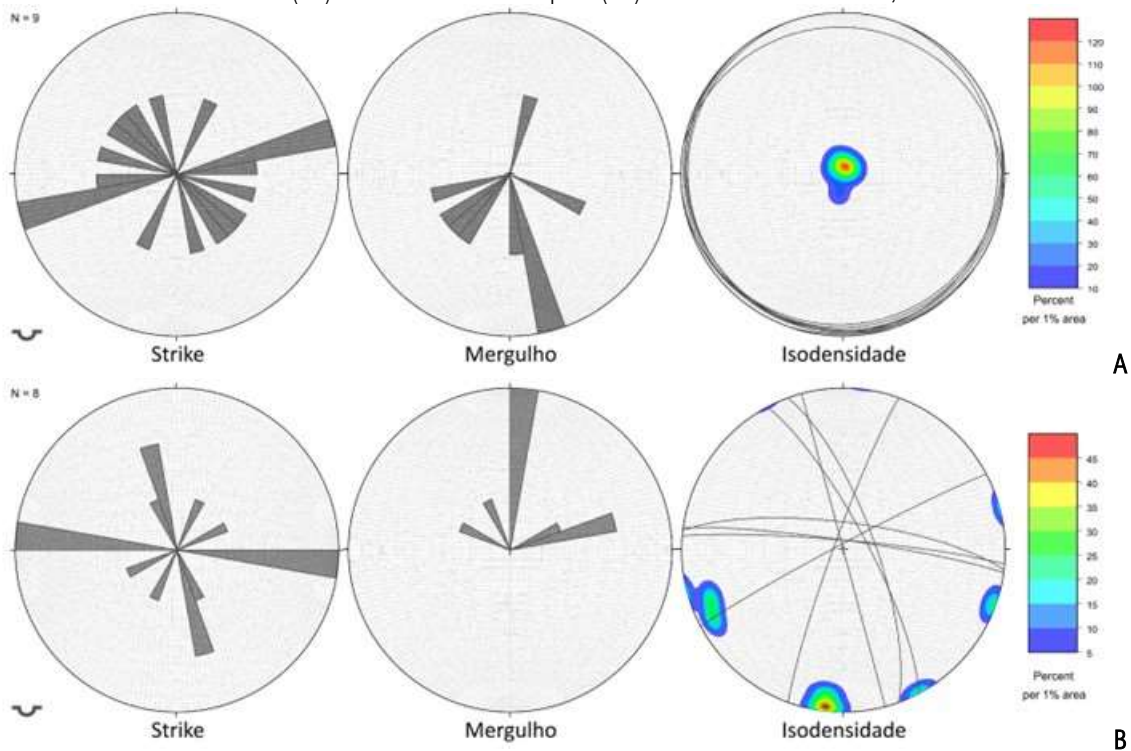 N = 9
120
110
100
90
80
70
60
50
40
30
20
10
Percent
per 1% area
Strike
Mergulho
Isodensidade
A
N = 8
45
40
35
30
25
20
15
10
5
Percent
per 1% area
Strike
Mergulho
Isodensidade
B